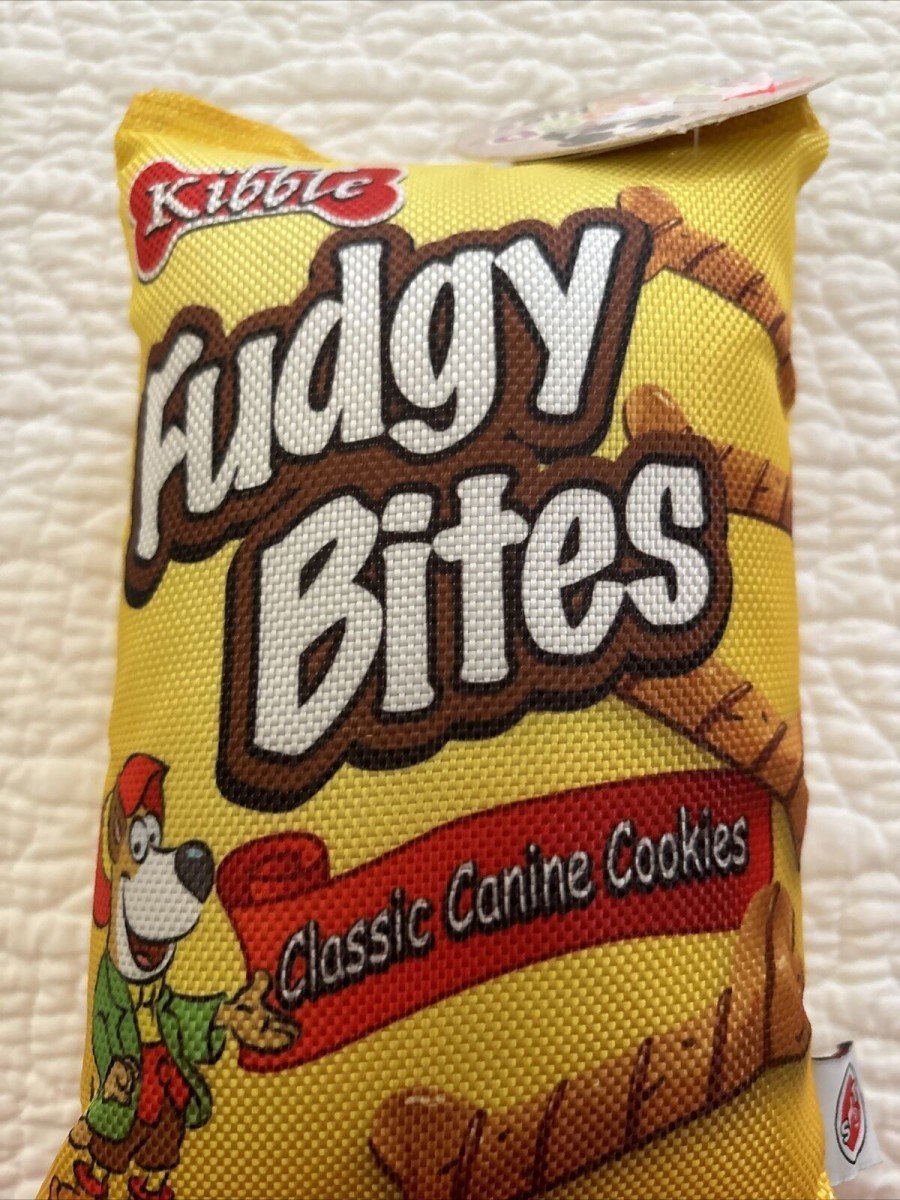 Kibble
Fudgy
Bites
Classic Canine Cookies